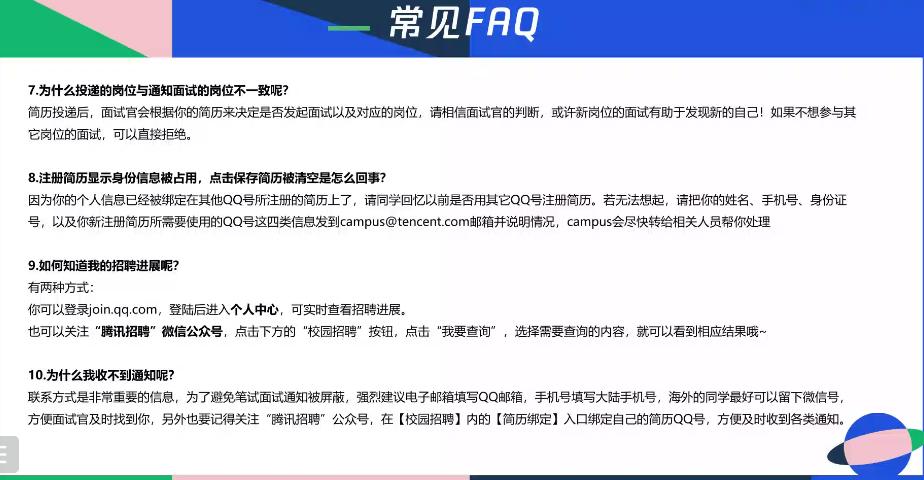 常见FAQ
7.为什么投递的岗位与通知面试的岗位不一致呢？
简历投递后，面试官会根据你的简历来决定是否发起面试以及对应的岗位，请相信面试官的判断，或许新岗位的面试有助于发现新的自己！如果不想参与其
它岗位的面试，可以直接拒绝。
8.注册简历显示身份信息被占用，点击保存简历被清空是怎么回事？
因为你的个人信息已经被绑定在其他QQ号所注册的简历上了，请同学回忆以前是否用其它QQ号注册简历。若无法想起，请把你的姓名、手机号、身份证
号，以及你新注册简历所需要使用的QQ号这四类信息发到campus@tencent.com邮箱并说明情况，campus会尽快转给相关人员帮你处理
9.如何知道我的招聘进展呢？
有两种方式：
你可以登录join.qq.com，登陆后进入个人中心，可实时查看招聘进展。
也可以关注“腾讯招聘”微信公众号，点击下方的“校园招聘”按钮，点击“我要查询”，选择需要查询的内容，就可以看到相应结果哦~
10.为什么我收不到通知呢？
联系方式是非常重要的信息，为了避免笔试面试通知被屏蔽，强烈建议电子邮箱填写QQ邮箱，手机号填写大陆手机号，海外的同学最好可以留下微信号，
方便面试官及时找到你，另外也要记得关注“腾讯招聘”公众号，在【校园招聘】内的【简历绑定】入口绑定自己的简历QQ号，方便及时收到各类通知。